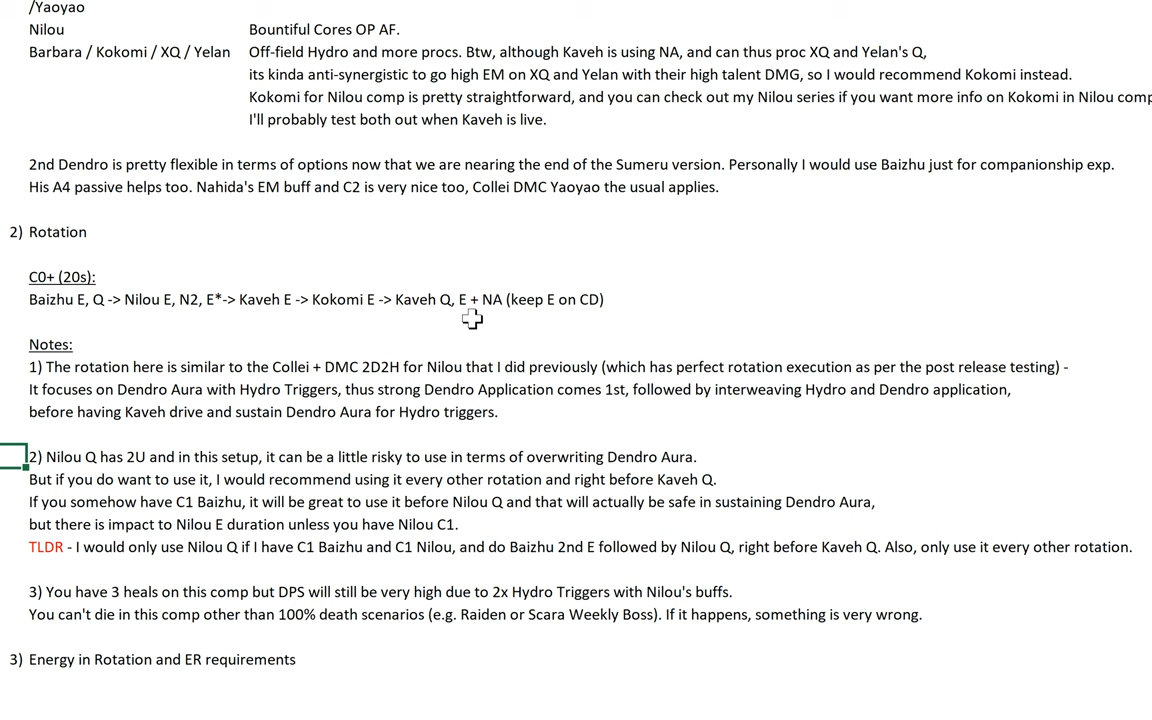 /Yaoyao
Nilou Bountiful Cores OP AF.
Barbara / Kokomi / XQ / Yelan Off-field Hydro and more procs. Btw, although Kaveh is using NA, and can thus proc XQ and Yelan's Q,
its kinda anti-synergistic to go high EM on XQ and Yelan with their high talent DMG, so I would recommend Kokomi instead.
Kokomi for Nilou comp is pretty straightforward, and you can check out my Nilou series if you want more info on Kokomi in Nilou comp
I'll probably test both out when Kaveh is live.
2nd Dendro is pretty flexible in terms of options now that we are nearing the end of the Sumeru version. Personally I would use Baizhu just for companionship exp.
His A4 passive helps too. Nahida's EM buff and C2 is very nice too, Collei DMC Yaoyao the usual applies.
2) Rotation
C0+ (20s):
Baizhu E, Q -> Nilou E, N2, E*-> Kaveh E -> Kokomi E -> Kaveh Q, E + NA (keep E on CD)
Notes:
1) The rotation here is similar to the Collei + DMC 2D2H for Nilou that I did previously (which has perfect rotation execution as per the post release testing) -
It focuses on Dendro Aura with Hydro Triggers, thus strong Dendro Application comes 1st, followed by interweaving Hydro and Dendro application,
before having Kaveh drive and sustain Dendro Aura for Hydro triggers.
2) Nilou Q has 2U and in this setup, it can be a little risky to use in terms of overwriting Dendro Aura.
But if you do want to use it, I would recommend using it every other rotation and right before Kaveh Q.
If you somehow have C1 Baizhu, it will be great to use it before Nilou Q and that will actually be safe in sustaining Dendro Aura,
but there is impact to Nilou E duration unless you have Nilou C1.
TLDR - I would only use Nilou Q if I have C1 Baizhu and C1 Nilou, and do Baizhu 2nd E followed by Nilou Q, right before Kaveh Q. Also, only use it every other rotation.
3) You have 3 heals on this comp but DPS will still be very high due to 2x Hydro Triggers with Nilou's buffs.
You can't die in this comp other than 100% death scenarios (e.g. Raiden or Scara Weekly Boss). If it happens, something is very wrong.
3) Energy in Rotation and ER requirements